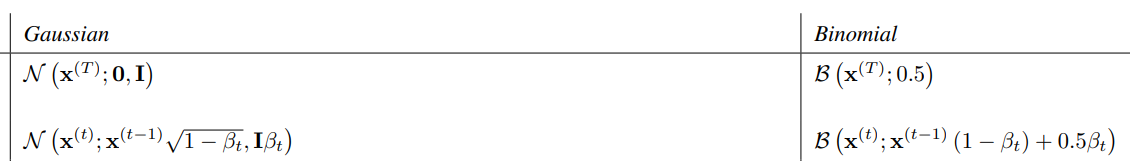 Gaussian Binomial
𝒩 (x^(T); 0, I) ℬ (x^(T); 0.5)
𝒩 (x^(t); x^(t−1)√(1 − β_t), Iβ_t) ℬ (x^(t); x^(t−1) (1 − β_t) + 0.5β_t)